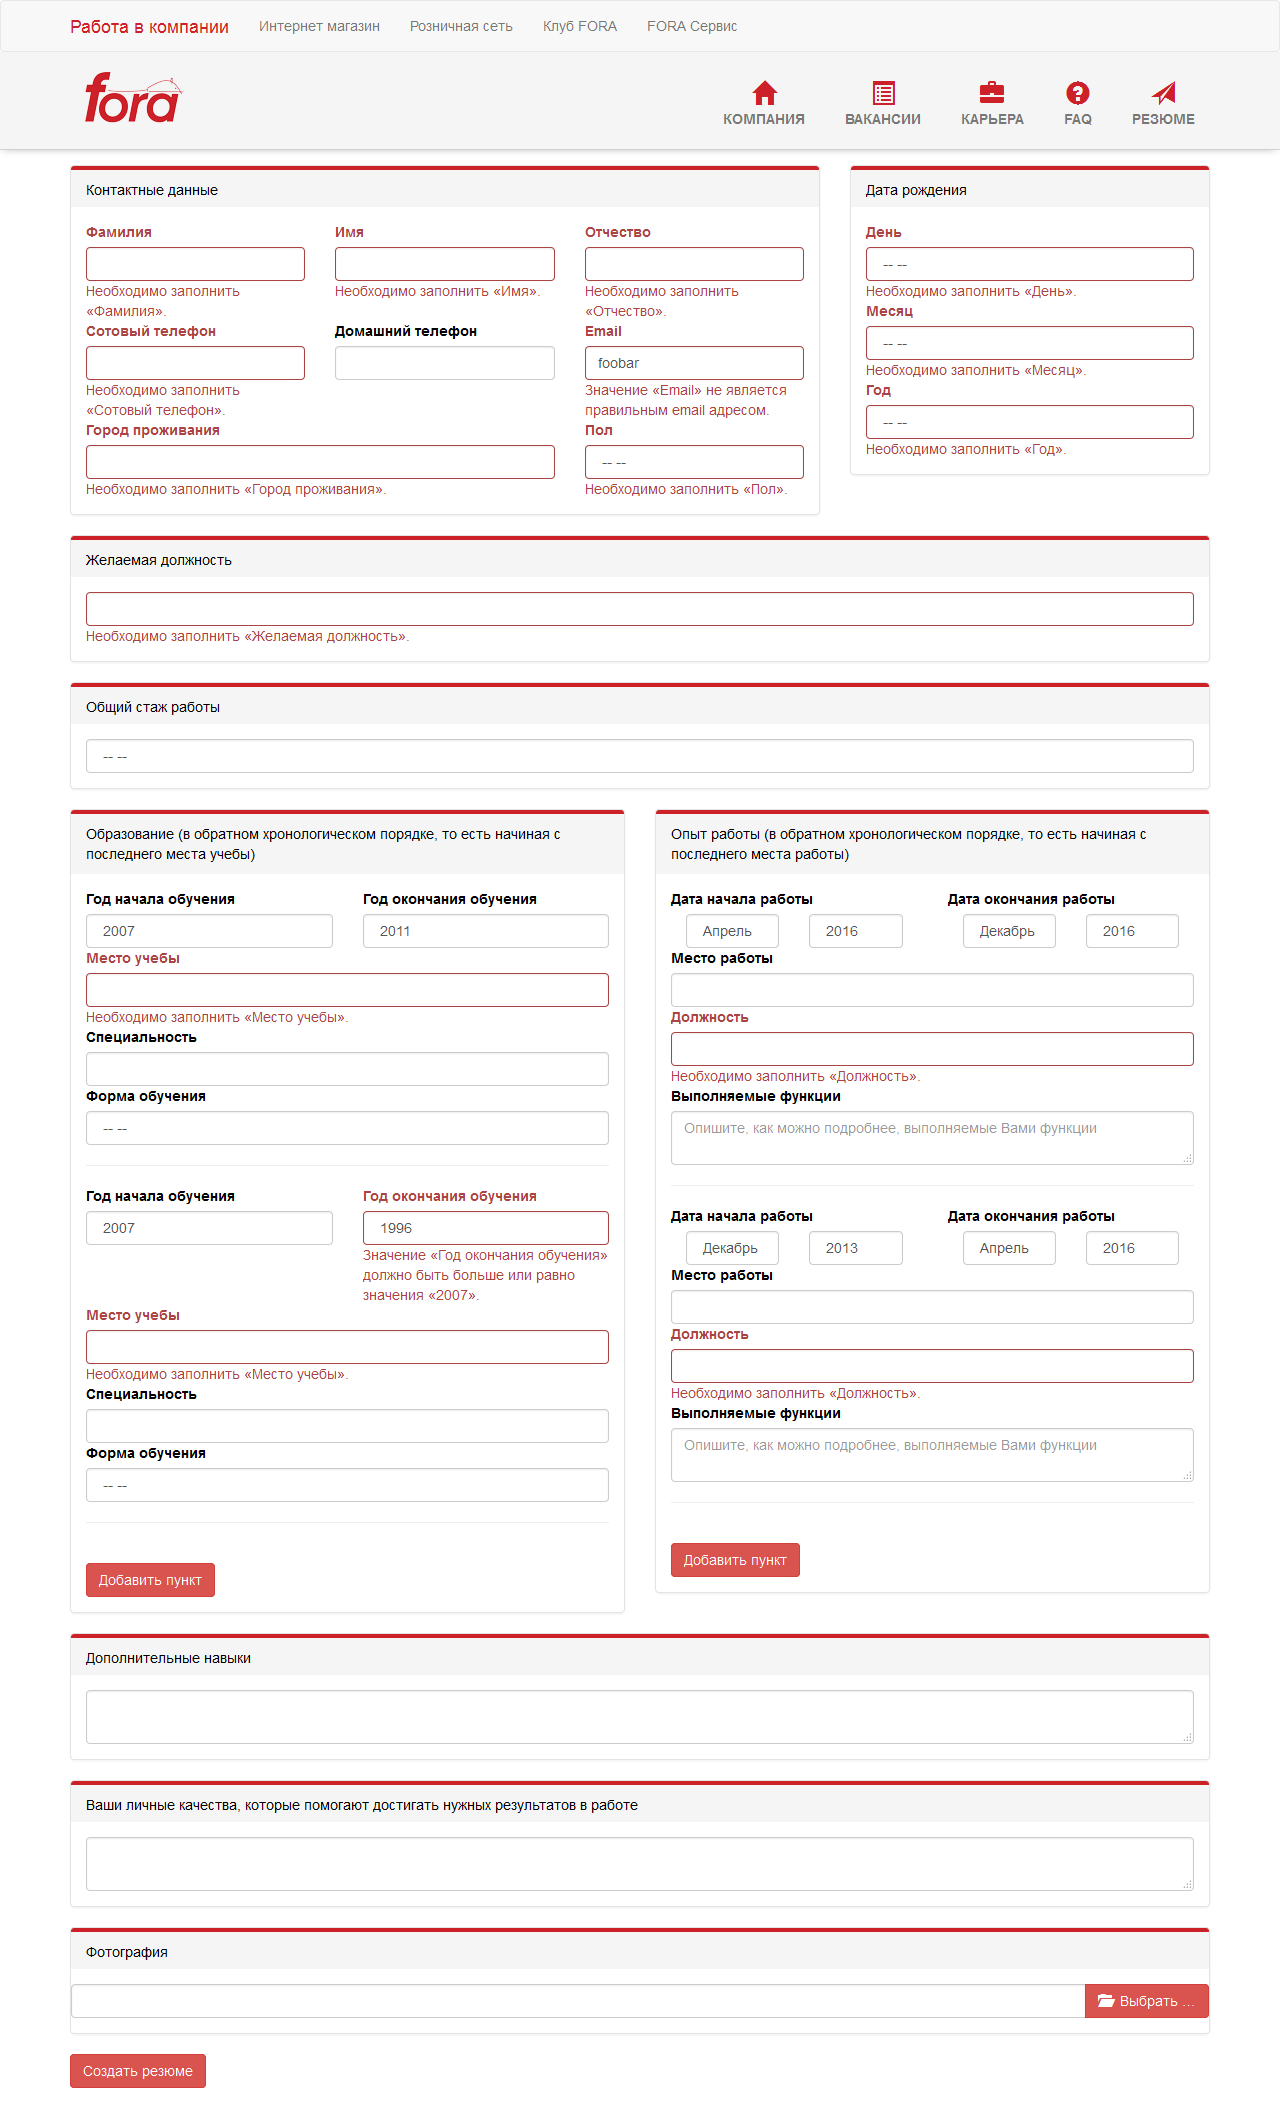 Работа в компании Интернет магазин Розничная сеть Клуб FORA FORA Сервис
fora
КОМПАНИЯ ВАКАНСИИ КАРЬЕРА FAQ РЕЗЮМЕ
Контактные данные
Фамилия Имя Отчество
Необходимо заполнить «Фамилия». Необходимо заполнить «Имя». Необходимо заполнить «Отчество».
Сотовый телефон Домашний телефон Email
foobar
Необходимо заполнить «Сотовый телефон». Значение «Email» не является правильным email адресом.
Город проживания Пол
-- --
Необходимо заполнить «Город проживания». Необходимо заполнить «Пол».
Дата рождения
День
-- --
Необходимо заполнить «День».
Месяц
-- --
Необходимо заполнить «Месяц».
Год
-- --
Необходимо заполнить «Год».
Желаемая должность
Необходимо заполнить «Желаемая должность».
Общий стаж работы
-- --
Образование (в обратном хронологическом порядке, то есть начиная с
последнего места учебы)
Год начала обучения Год окончания обучения
2007 2011
Место учебы
Необходимо заполнить «Место учебы».
Специальность
Форма обучения
-- --
Год начала обучения Год окончания обучения
2007 1996
Значение «Год окончания обучения»
должно быть больше или равно
значения «2007».
Место учебы
Необходимо заполнить «Место учебы».
Специальность
Форма обучения
-- --
Добавить пункт
Опыт работы (в обратном хронологическом порядке, то есть начиная с
последнего места работы)
Дата начала работы Дата окончания работы
Апрель 2016 Декабрь 2016
Место работы
Должность
Необходимо заполнить «Должность».
Выполняемые функции
Опишите, как можно подробнее, выполняемые Вами функции
Дата начала работы Дата окончания работы
Декабрь 2013 Апрель 2016
Место работы
Должность
Необходимо заполнить «Должность».
Выполняемые функции
Опишите, как можно подробнее, выполняемые Вами функции
Добавить пункт
Дополнительные навыки
Ваши личные качества, которые помогают достигать нужных результатов в работе
Фотография
Выбрать ...
Создать резюме